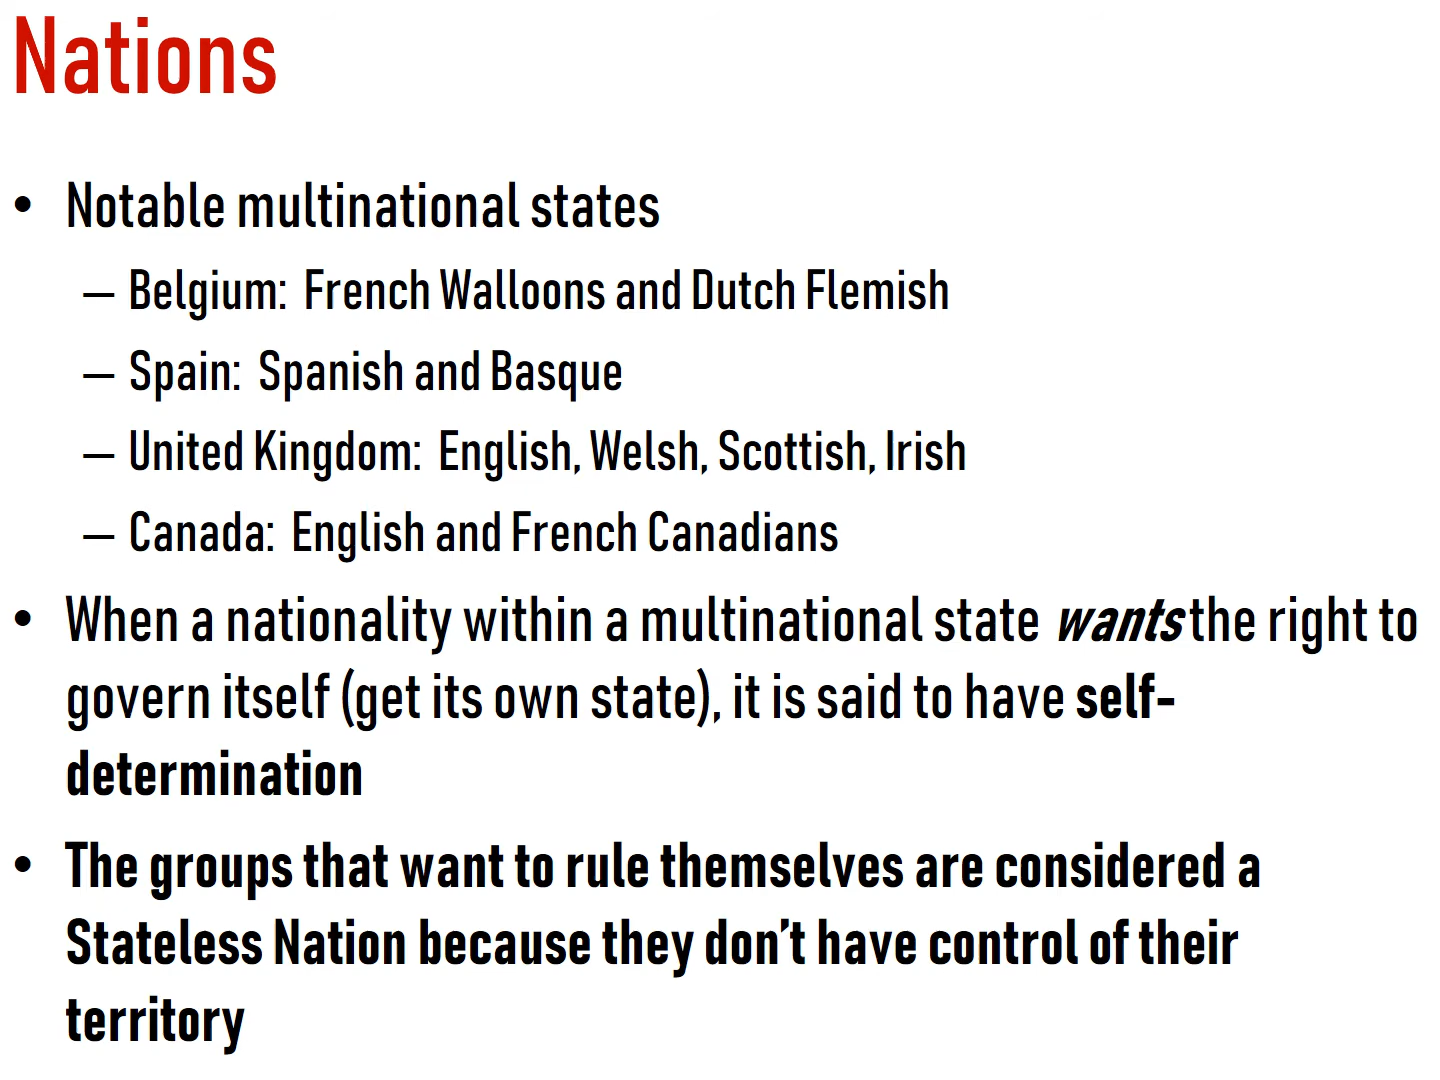 Nations
• Notable multinational states
– Belgium: French Walloons and Dutch Flemish
– Spain: Spanish and Basque
– United Kingdom: English, Welsh, Scottish, Irish
– Canada: English and French Canadians
• When a nationality within a multinational state wants the right to
govern itself (get its own state), it is said to have self-
determination
• The groups that want to rule themselves are considered a
Stateless Nation because they don’t have control of their
territory